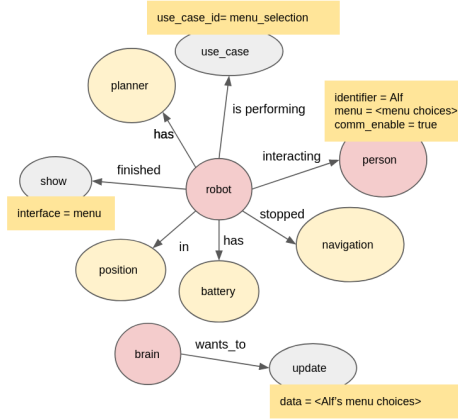 use_case_id= menu_selection
use_case
planner
identifier = Alf
menu = <menu choices>
comm_enable = true
is performing
has
interacting
person
finished
show
robot
interface = menu
stopped
in
has
navigation
position
battery
wants_to
brain
update
data = <Alf's menu choices>